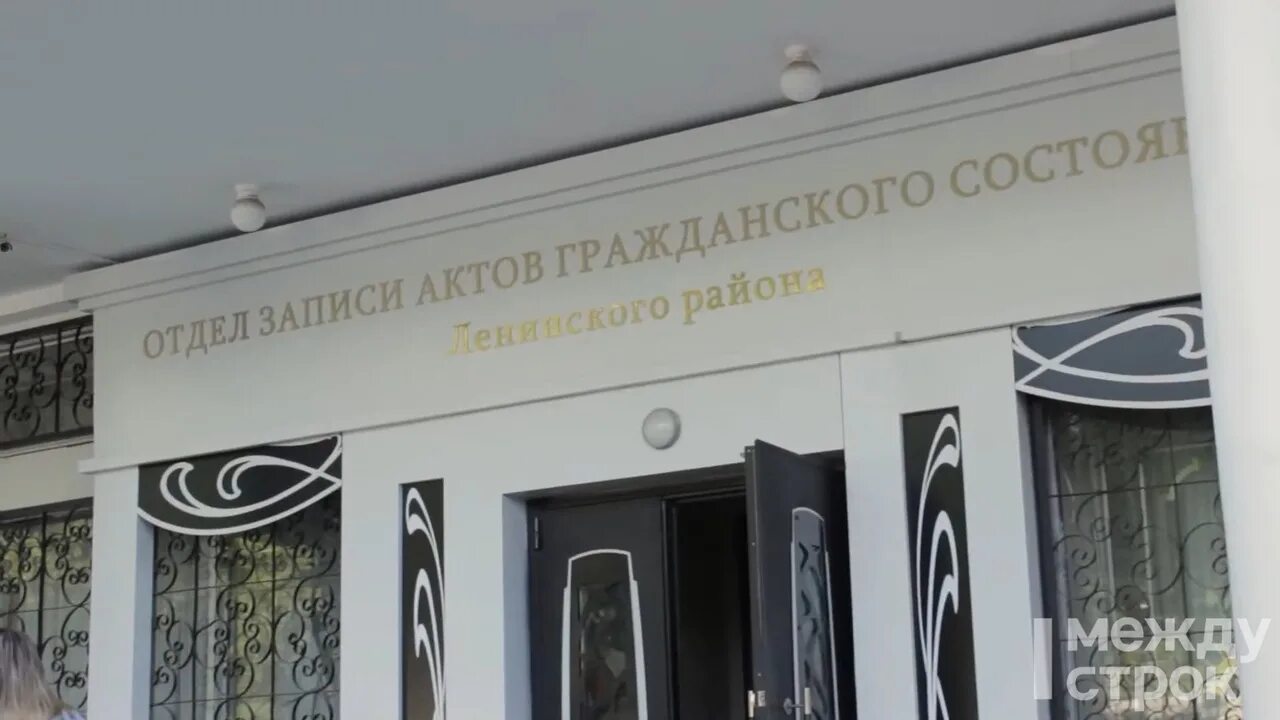 ОТДЕЛ ЗАПИСИ АКТОВ ГРАЖДАНСКОГО СОСТОЯН
Ленинского района
МЕЖДУ
СТРОК